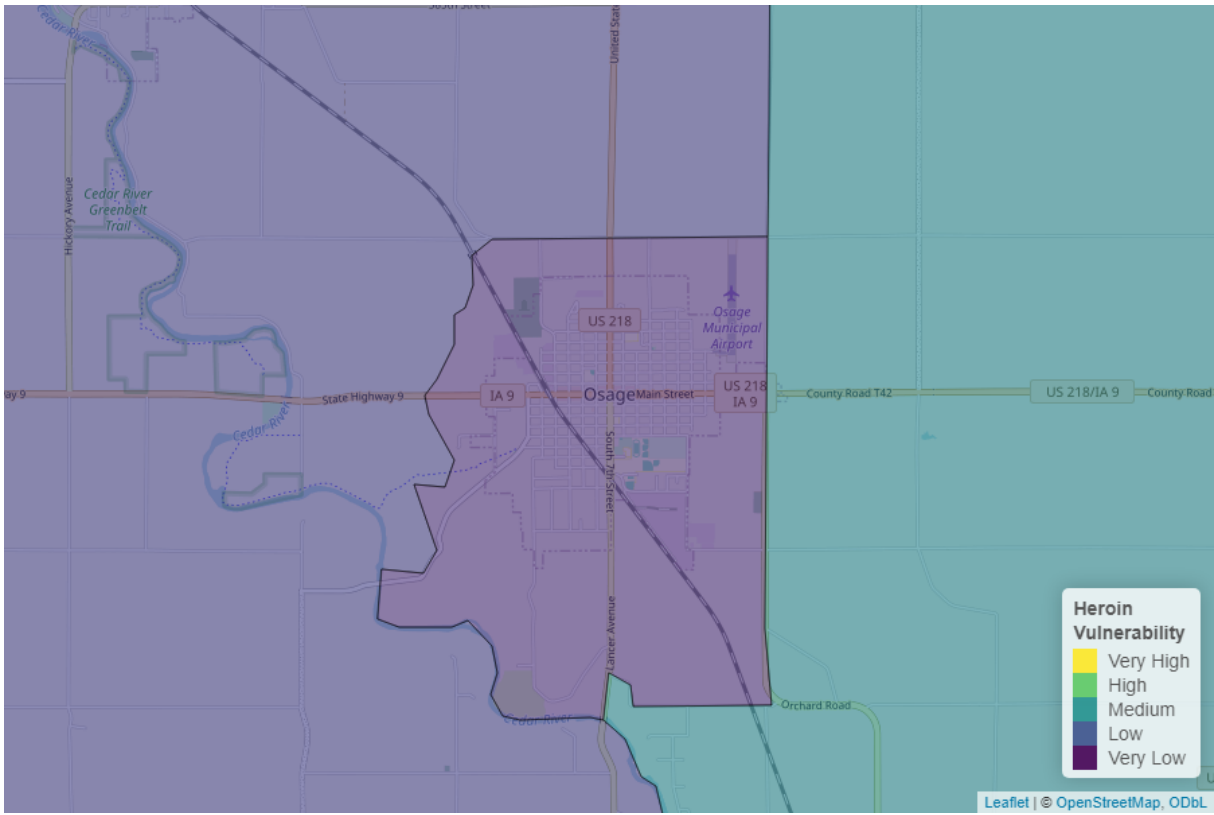 Cedar River
365th Street
United Stat
Hickory Avenue
Cedar River
Greenbelt
Trail
US 218
Osage
Municipal
Airport
way 9
State Highway 9
IA 9
Osage
Main Street
US 218
IA 9
County Road T42
US 218/IA 9
County Road
Cedar River
South 7th Street
Lancer Avenue
Orchard Road
Cedar River
Heroin
Vulnerability
Very High
High
Medium
Low
Very Low
U
Leaflet | © OpenStreetMap, ODbL